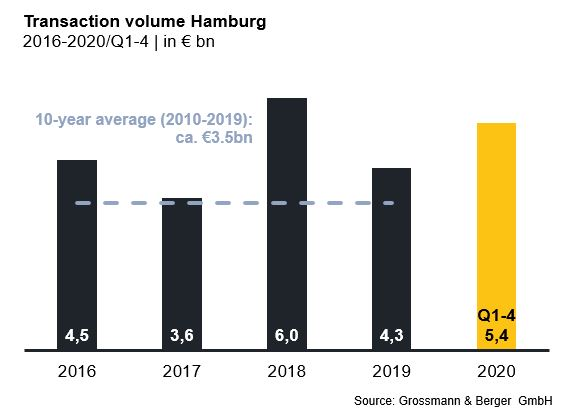 Transaction volume Hamburg
2016-2020/Q1-4 | in € bn
10-year average (2010-2019):
ca. €3.5bn
Q1-4
4,5 3,6 6,0 4,3 5,4
2016 2017 2018 2019 2020
Source: Grossmann & Berger GmbH